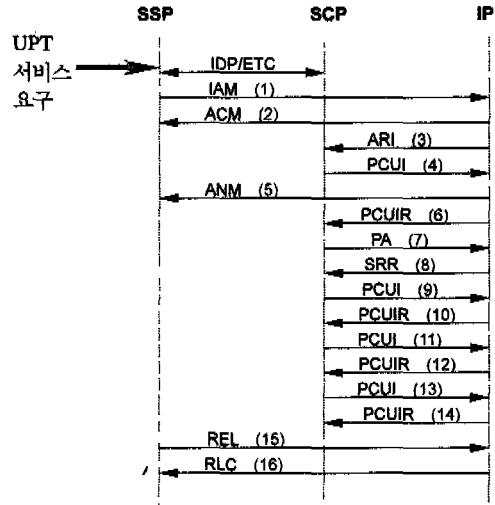 SSP SCP IP
UPT
서비스
요구
IDP/ETC
IAM (1)
ACM (2)
ARI (3)
PCUI (4)
ANM (5)
PCUIR (6)
PA (7)
SRR (8)
PCUI (9)
PCUIR (10)
PCUI (11)
PCUIR (12)
PCUI (13)
PCUIR (14)
REL (15)
RLC (16)